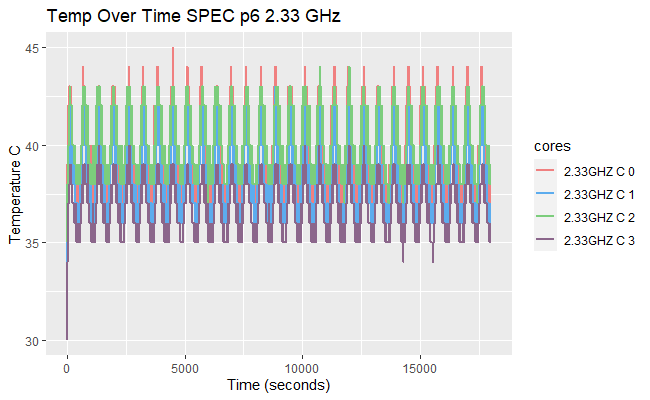 Temp Over Time SPEC p6 2.33 GHz
45
40
35
30
Temperature C
0
5000
10000
15000
Time (seconds)
cores
2.33GHZ C 0
2.33GHZ C 1
2.33GHZ C 2
2.33GHZ C 3